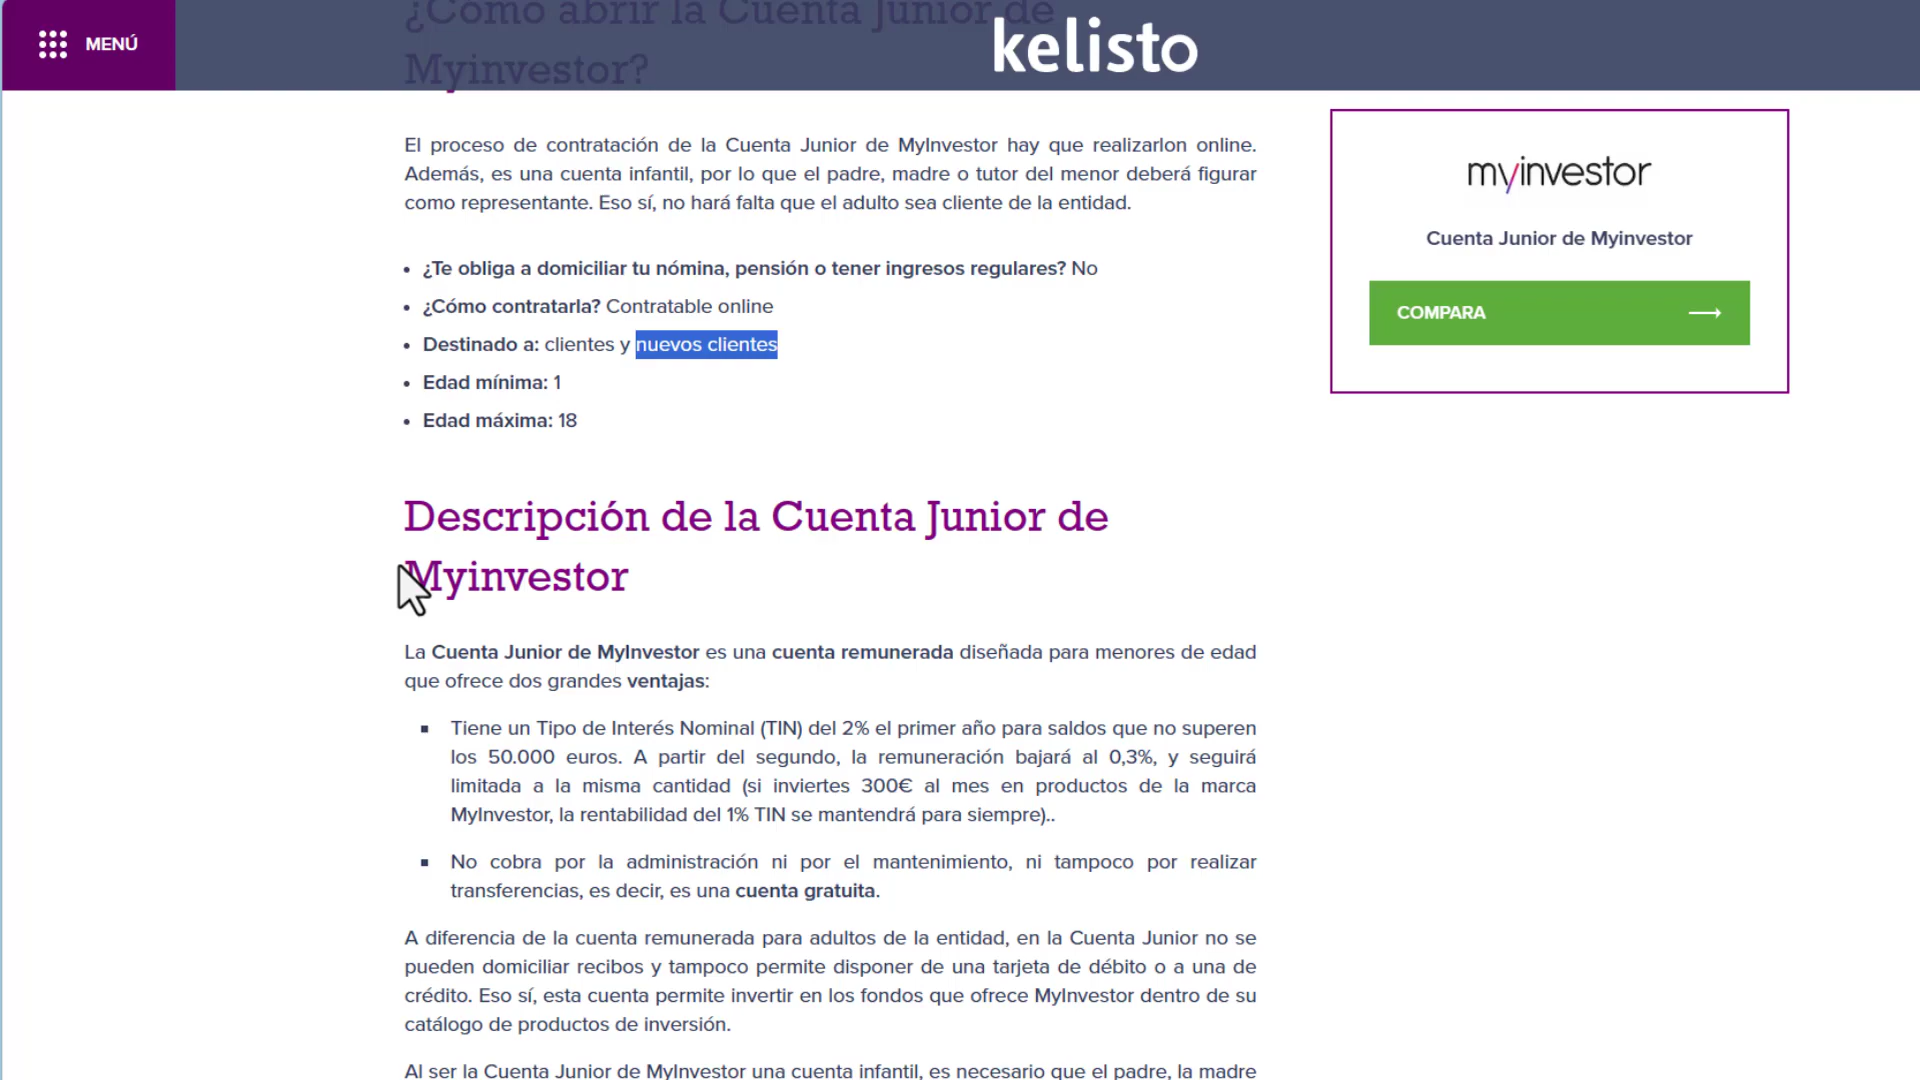 ¿Cómo abrir la Cuenta Junior de
Myinvestor?
MENÚ
kelisto
El proceso de contratación de la Cuenta Junior de MyInvestor hay que realizarlon online.
Además, es una cuenta infantil, por lo que el padre, madre o tutor del menor deberá figurar
como representante. Eso sí, no hará falta que el adulto sea cliente de la entidad.
• ¿Te obliga a domiciliar tu nómina, pensión o tener ingresos regulares? No
• ¿Cómo contratarla? Contratable online
• Destinado a: clientes y nuevos clientes
• Edad mínima: 1
• Edad máxima: 18
myinvestor
Cuenta Junior de Myinvestor
COMPARA
Descripción de la Cuenta Junior de
Myinvestor
La Cuenta Junior de MyInvestor es una cuenta remunerada diseñada para menores de edad
que ofrece dos grandes ventajas:
▪ Tiene un Tipo de Interés Nominal (TIN) del 2% el primer año para saldos que no superen
los 50.000 euros. A partir del segundo, la remuneración bajará al 0,3%, y seguirá
limitada a la misma cantidad (si inviertes 300€ al mes en productos de la marca
MyInvestor, la rentabilidad del 1% TIN se mantendrá para siempre)..
▪ No cobra por la administración ni por el mantenimiento, ni tampoco por realizar
transferencias, es decir, es una cuenta gratuita.
A diferencia de la cuenta remunerada para adultos de la entidad, en la Cuenta Junior no se
pueden domiciliar recibos y tampoco permite disponer de una tarjeta de débito o a una de
crédito. Eso sí, esta cuenta permite invertir en los fondos que ofrece MyInvestor dentro de su
catálogo de productos de inversión.
Al ser la Cuenta Junior de MyInvestor una cuenta infantil, es necesario que el padre, la madre